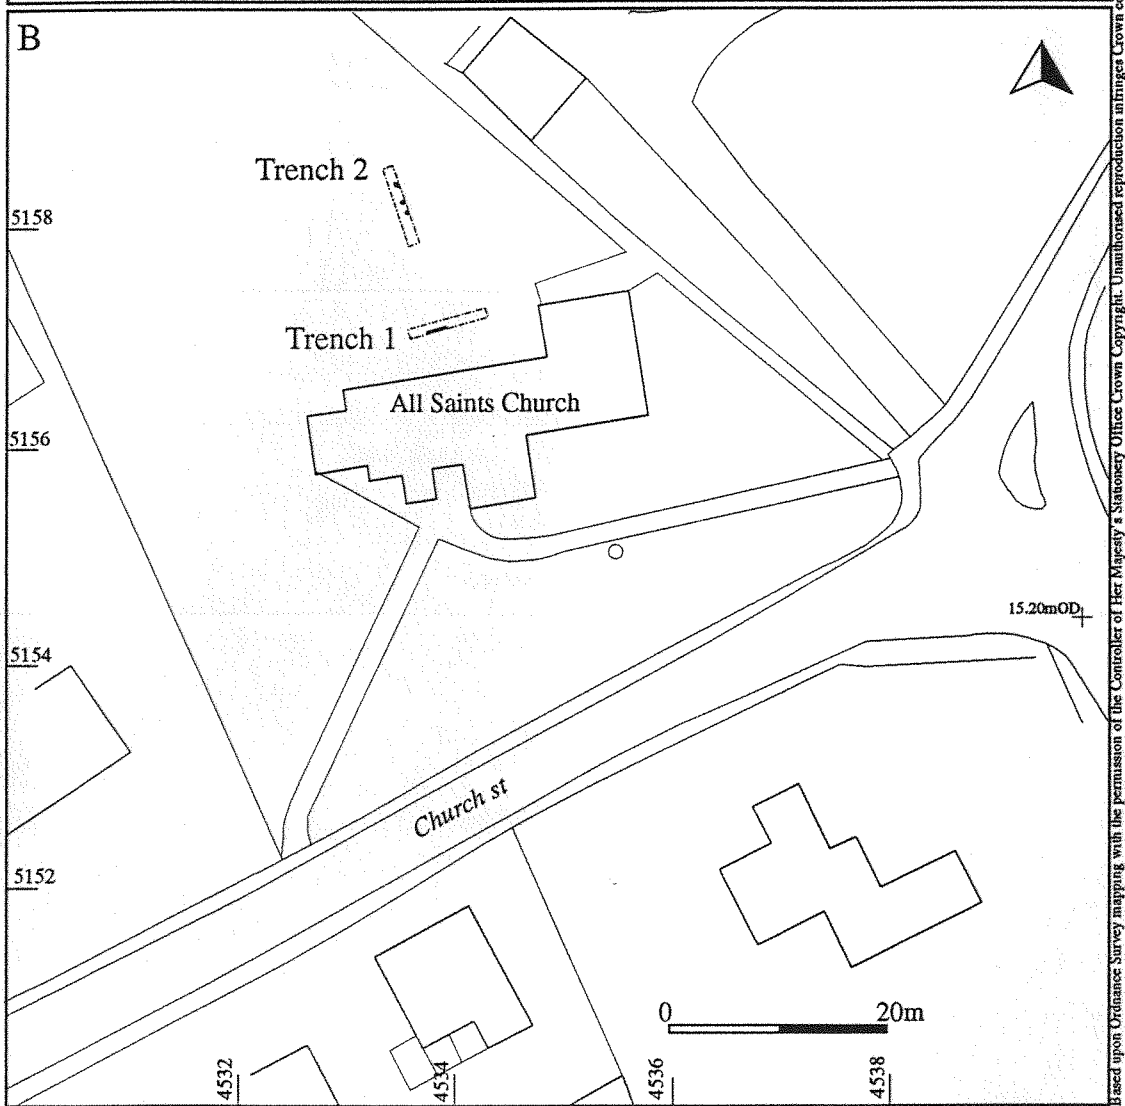 B
Trench 2
5158
Trench 1
All Saints Church
5156
15.20mOD
5154
Church st
5152
0 20m
4532
4534
4536
4538
Based upon Ordnance Survey mapping with the permission of the Controller of Her Majesty's Stationery Office Crown Copyright. Unauthorised reproduction infringes Crown